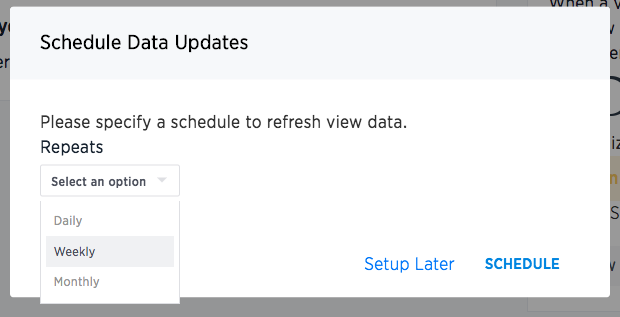 Schedule Data Updates
Please specify a schedule to refresh view data.
Repeats
Select an option
Daily
Weekly
Monthly
Setup Later
SCHEDULE